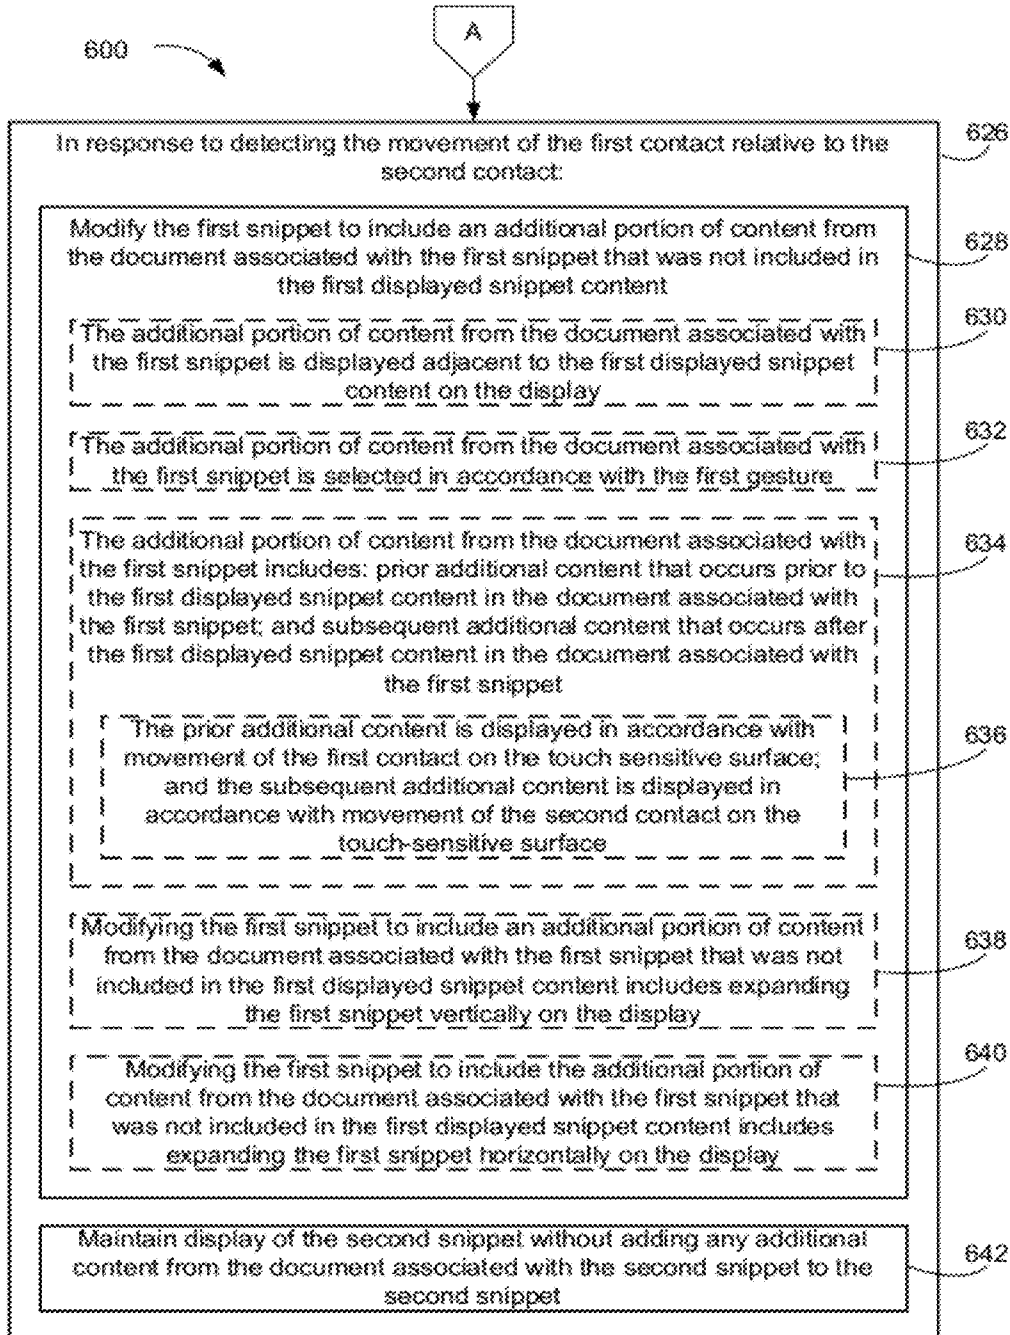 A
600
In response to detecting the movement of the first contact relative to the
second contact:
626
Modify the first snippet to include an additional portion of content from
the document associated with the first snippet that was not included in
the first displayed snippet content
628
The additional portion of content from the document associated with
the first snippet is displayed adjacent to the first displayed snippet
content on the display
630
The additional portion of content from the document associated with
the first snippet is selected in accordance with the first gesture
632
The additional portion of content from the document associated with
the first snippet includes: prior additional content that occurs prior to
the first displayed snippet content in the document associated with
the first snippet; and subsequent additional content that occurs after
the first displayed snippet content in the document associated with
the first snippet
634
The prior additional content is displayed in accordance with
movement of the first contact on the touch sensitive surface;
and the subsequent additional content is displayed in
accordance with movement of the second contact on the
touch-sensitive surface
636
Modifying the first snippet to include an additional portion of content
from the document associated with the first snippet that was not
included in the first displayed snippet content includes expanding
the first snippet vertically on the display
638
Modifying the first snippet to include the additional portion of
content from the document associated with the first snippet that
was not included in the first displayed snippet content includes
expanding the first snippet horizontally on the display
640
Maintain display of the second snippet without adding any additional
content from the document associated with the second snippet to the
second snippet
642